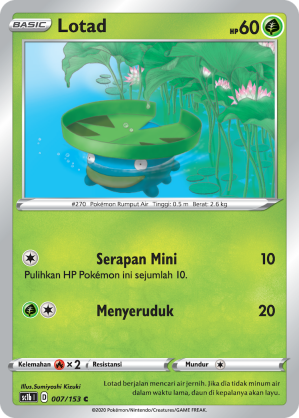 BASIC Lotad HP 60
#270 Pokémon Rumput Air Tinggi: 0.5 m Berat: 2.6 kg
Serapan Mini 10
Pulihkan HP Pokémon ini sejumlah 10.
Menyeruduk 20
Kelemahan ×2 Resistansi Mundur
Illus. Sumiyoshi Kizuki
sc1b I D 007/153 C
Lotad berjalan mencari air jernih. Jika dia tidak minum air
dalam waktu lama, daun di kepalanya akan layu.
©2020 Pokémon/Nintendo/Creatures/GAME FREAK.